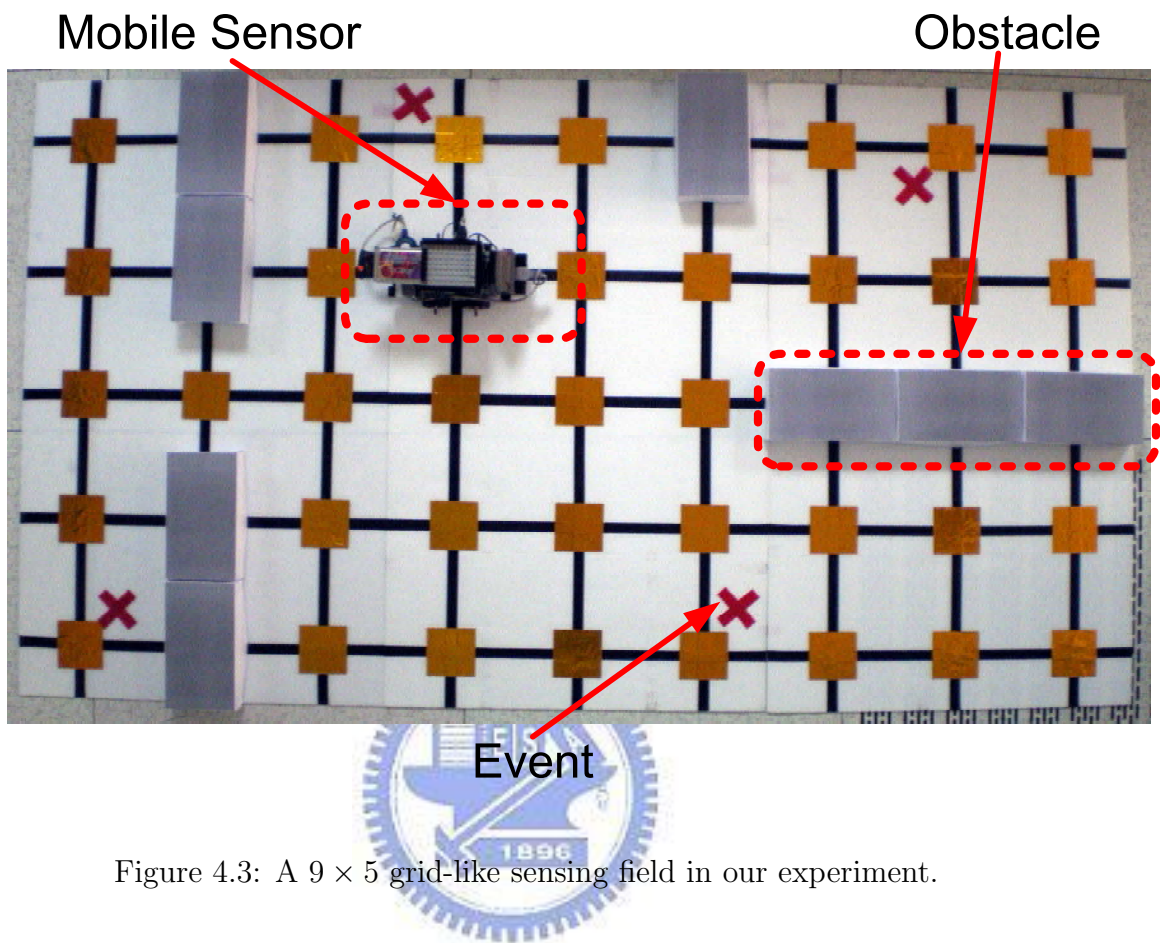 Mobile Sensor
Obstacle
Event
1896
Figure 4.3: A 9 × 5 grid-like sensing field in our experiment.